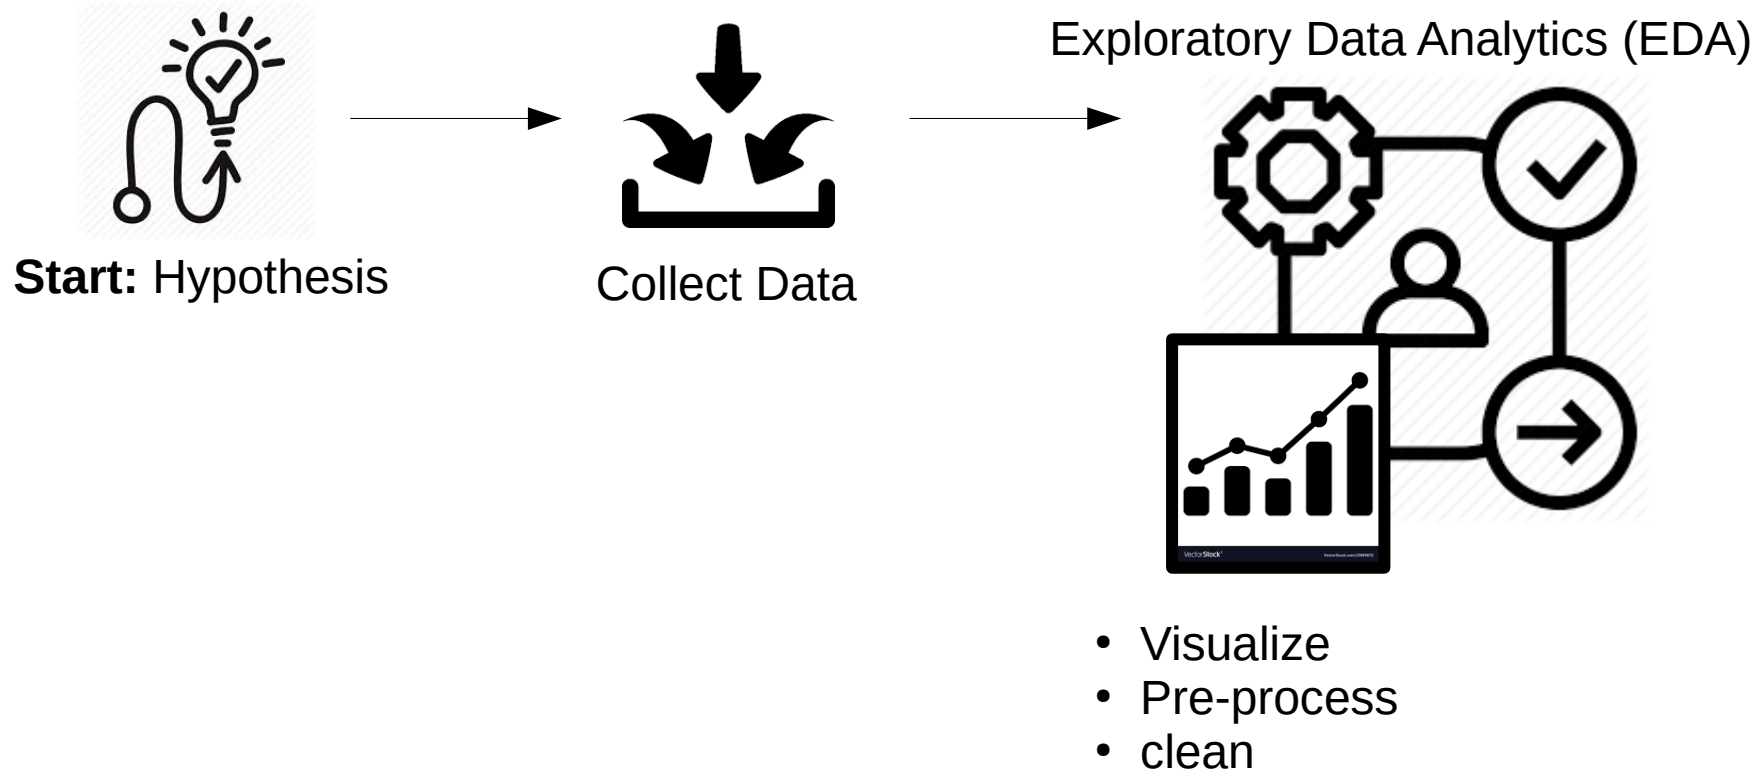 Exploratory Data Analytics (EDA)
Start: Hypothesis
Collect Data
VectorStock®
• Visualize
• Pre-process
• clean